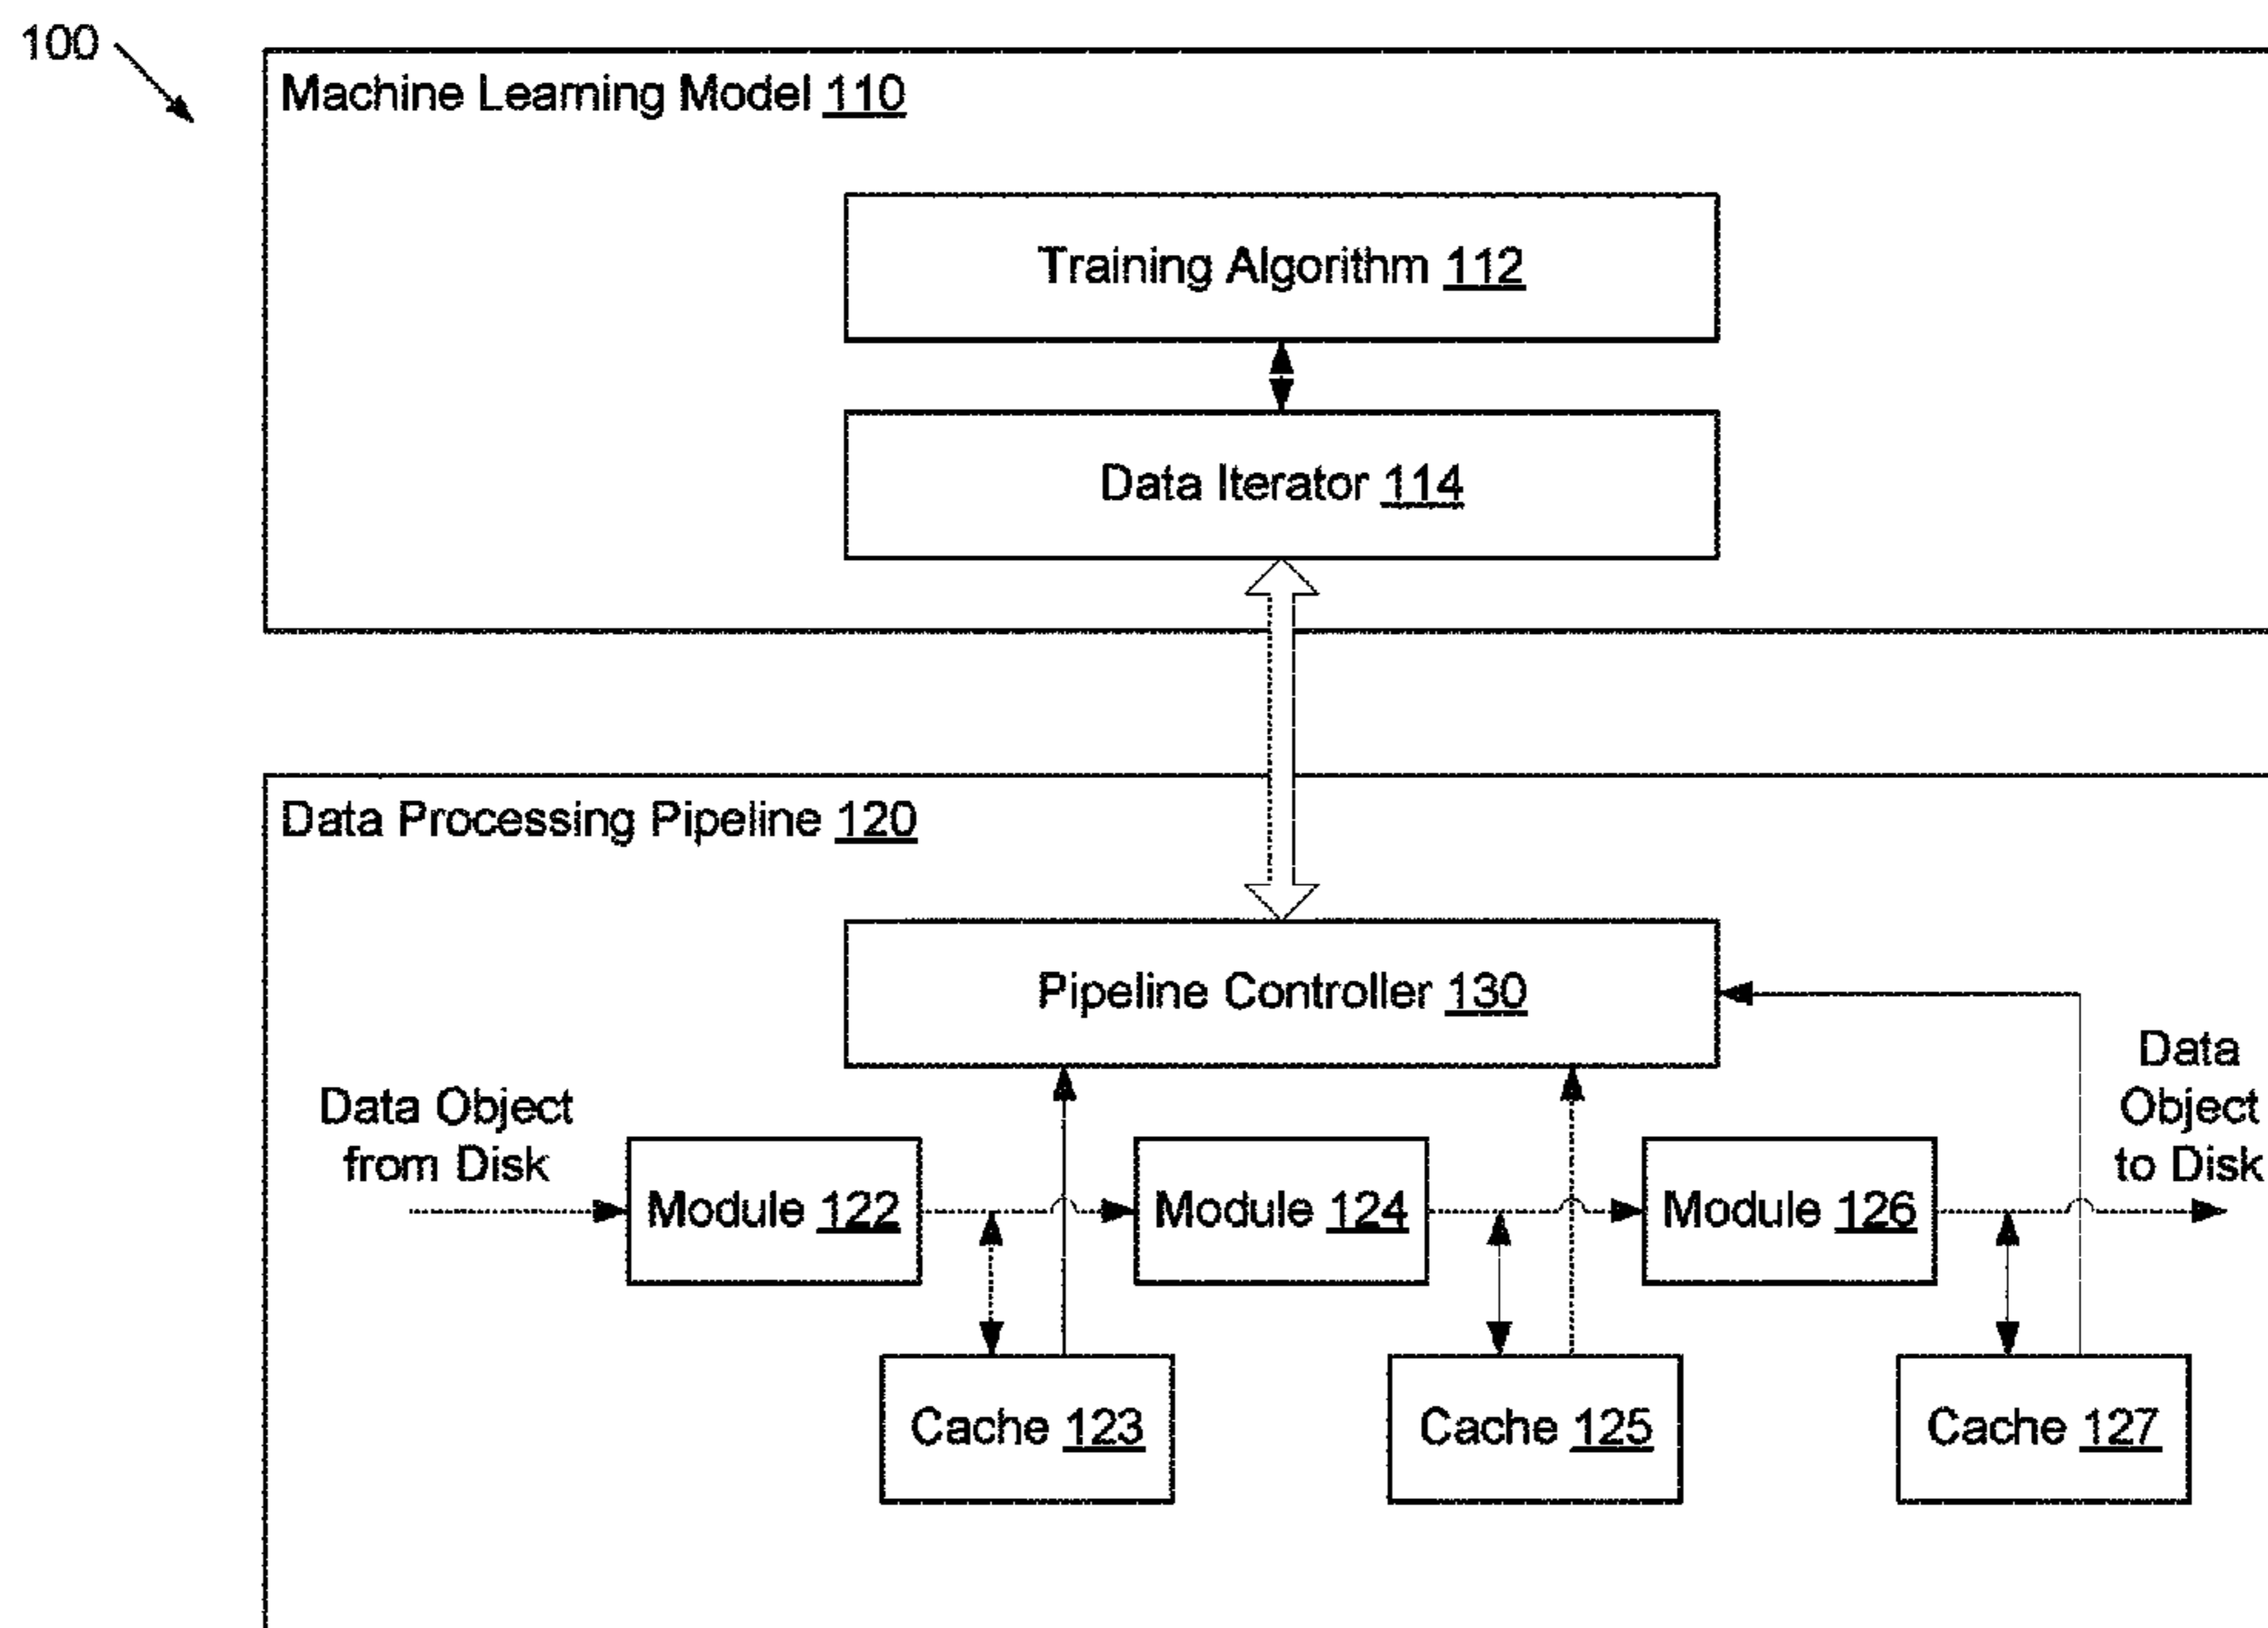 100
Machine Learning Model 110
Training Algorithm 112
Data Iterator 114
Data Processing Pipeline 120
Pipeline Controller 130
Data Object
from Disk
Data
Object
to Disk
Module 122
Module 124
Module 126
Cache 123
Cache 125
Cache 127